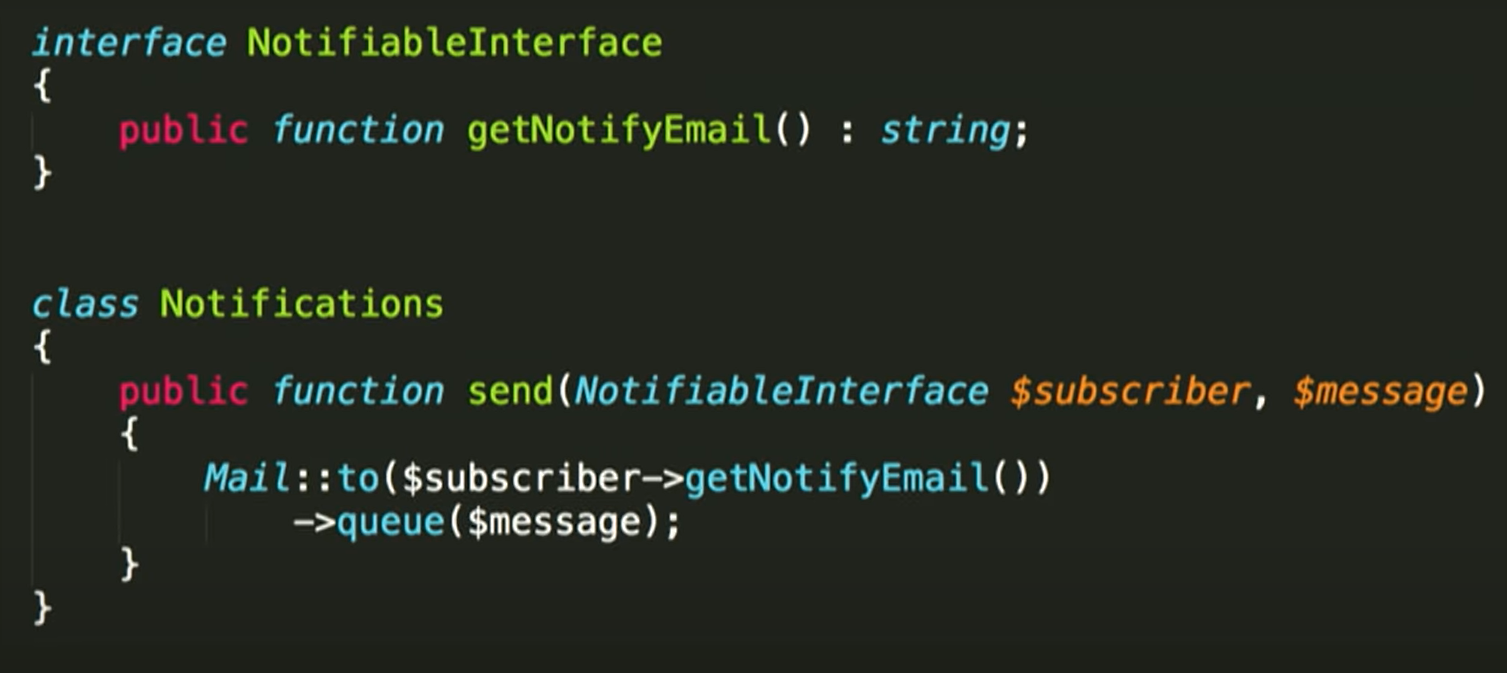 interface NotifiableInterface
{
    public function getNotifyEmail() : string;
}
class Notifications
{
    public function send(NotifiableInterface $subscriber, $message)
    {
        Mail::to($subscriber->getNotifyEmail())
            ->queue($message);
    }
}